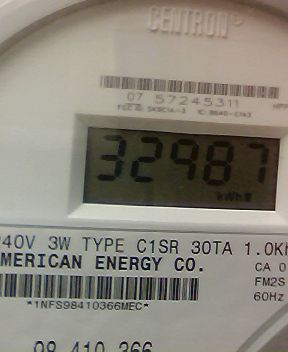 CENTRON®
07 57245311
32987
kWh
240V 3W TYPE C1SR 30TA 1.0Kh
AMERICAN ENERGY CO.
CA 0
FM2S
60Hz
*1NFS98410366MEC*
98 410 366